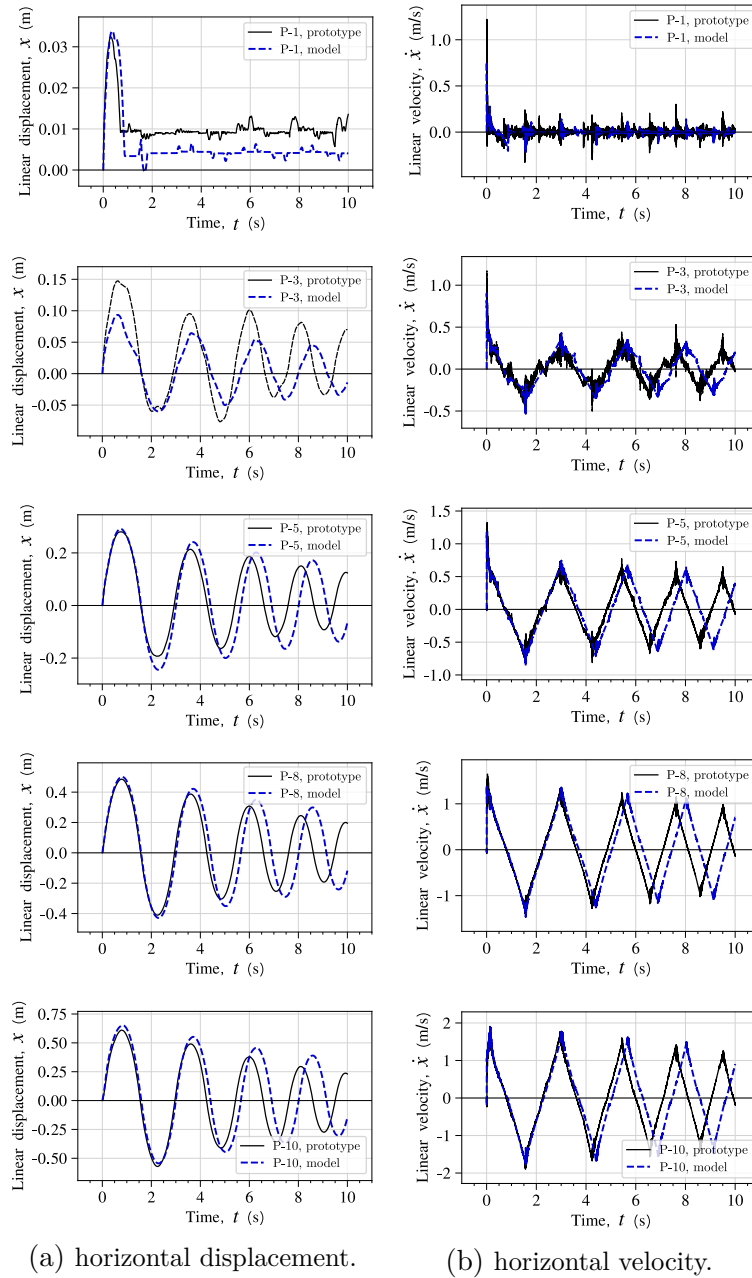 Linear displacement, x (m)
0.03
0.02
0.01
0.00
P-1, prototype
P-1, model
0 2 4 6 8 10
Time, t (s)
Linear velocity, ẋ (m/s)
1.0
0.5
0.0
-0.5
P-1, prototype
P-1, model
0 2 4 6 8 10
Time, t (s)
Linear displacement, x (m)
0.15
0.10
0.05
0.00
-0.05
P-3, prototype
P-3, model
0 2 4 6 8 10
Time, t (s)
Linear velocity, ẋ (m/s)
1.0
0.5
0.0
-0.5
P-3, prototype
P-3, model
0 2 4 6 8 10
Time, t (s)
Linear displacement, x (m)
0.2
0.0
-0.2
P-5, prototype
P-5, model
0 2 4 6 8 10
Time, t (s)
Linear velocity, ẋ (m/s)
1.5
1.0
0.5
0.0
-0.5
-1.0
P-5, prototype
P-5, model
0 2 4 6 8 10
Time, t (s)
Linear displacement, x (m)
0.4
0.2
0.0
-0.2
-0.4
P-8, prototype
P-8, model
0 2 4 6 8 10
Time, t (s)
Linear velocity, ẋ (m/s)
1
0
-1
P-8, prototype
P-8, model
0 2 4 6 8 10
Time, t (s)
Linear displacement, x (m)
0.75
0.50
0.25
0.00
-0.25
-0.50
P-10, prototype
P-10, model
0 2 4 6 8 10
Time, t (s)
Linear velocity, ẋ (m/s)
2
1
0
-1
-2
P-10, prototype
P-10, model
0 2 4 6 8 10
Time, t (s)
(a) horizontal displacement.
(b) horizontal velocity.